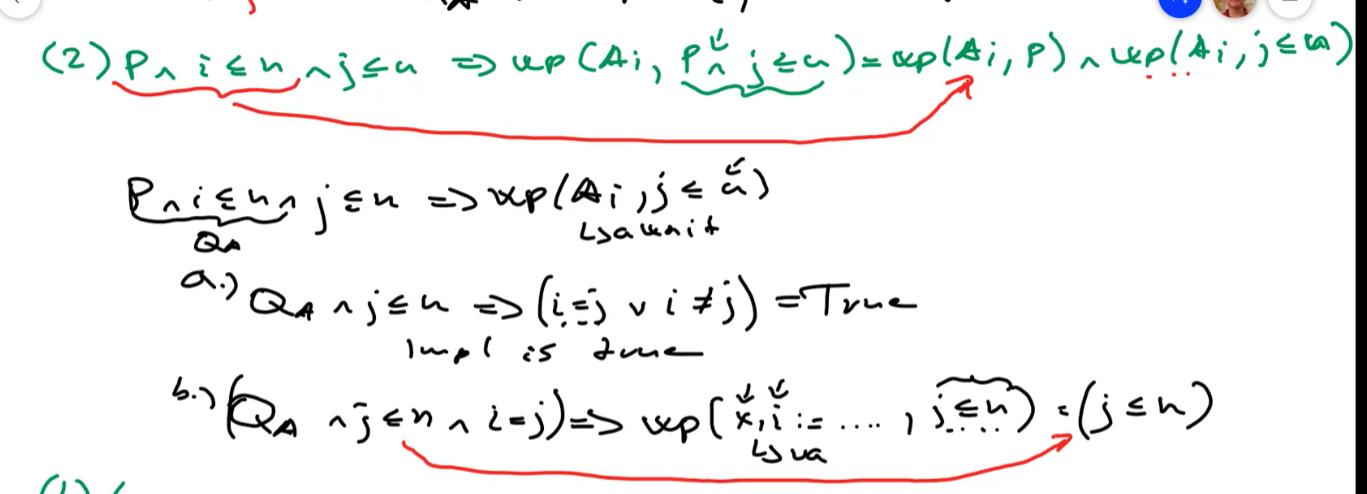 (2) P ∧ i ≤ n ∧ j ≤ n => wp(Ai, P ∧ j ≤ n) = wp(Ai, P) ∧ wp(Ai, j ≤ n)
P ∧ i ≤ n ∧ j ≤ n => wp(Ai, j ≤ n)
QA
a.) QA ∧ j ≤ n => (i=j ∨ i≠j) = True
Impl is true
b.) (QA ∧ j ≤ n ∧ i=j) => wp(x,i := ...., j ≤ n) = (j ≤ n)